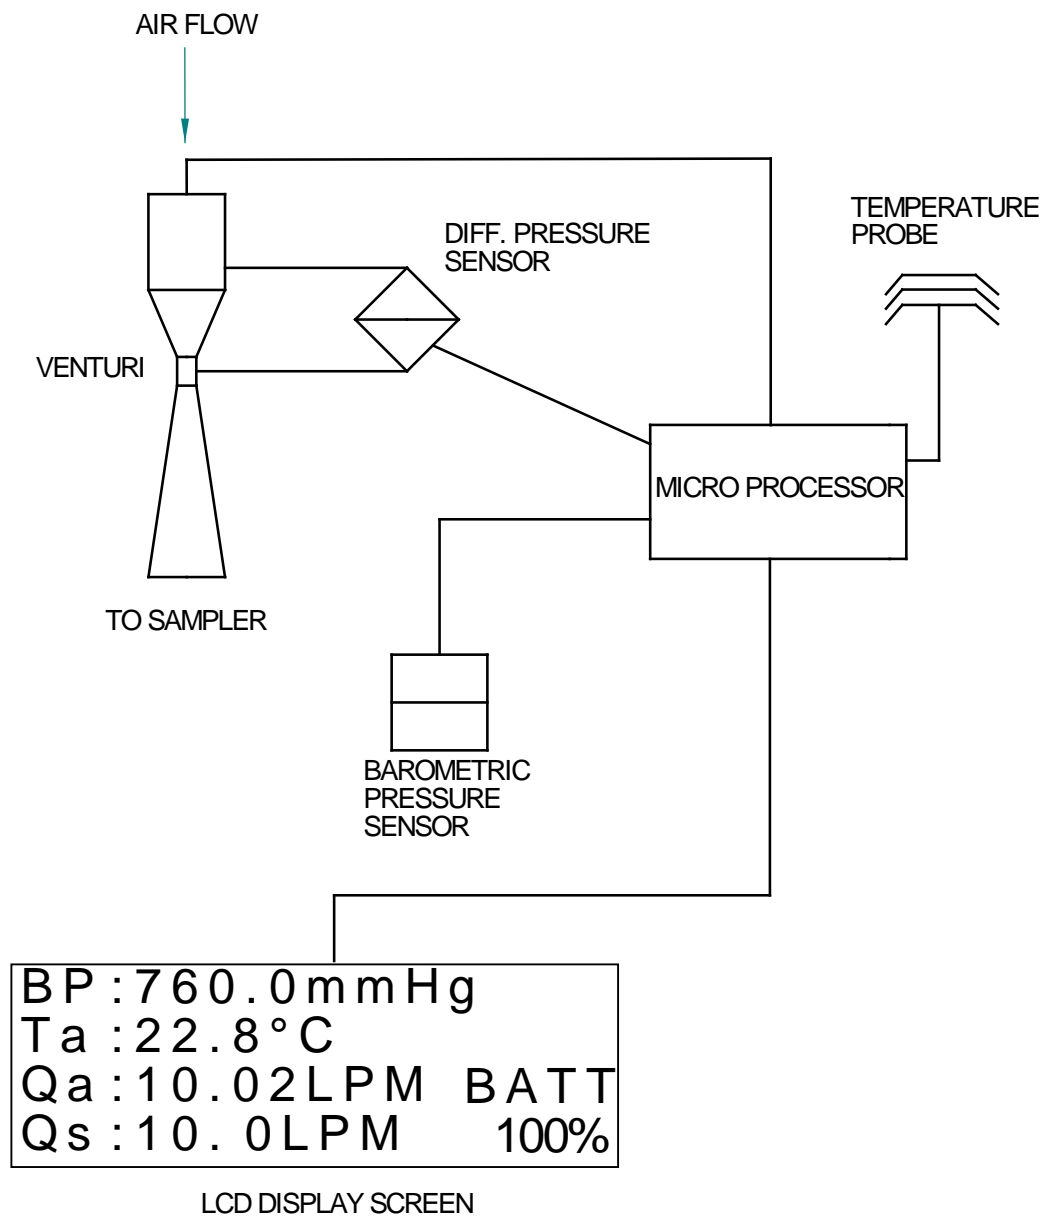 AIR FLOW
TEMPERATURE
PROBE
DIFF. PRESSURE
SENSOR
VENTURI
MICRO PROCESSOR
TO SAMPLER
BAROMETRIC
PRESSURE
SENSOR
BP:760.0mmHg
Ta:22.8°C
Qa:10.02LPM BATT
Qs:10.0LPM 100%
LCD DISPLAY SCREEN